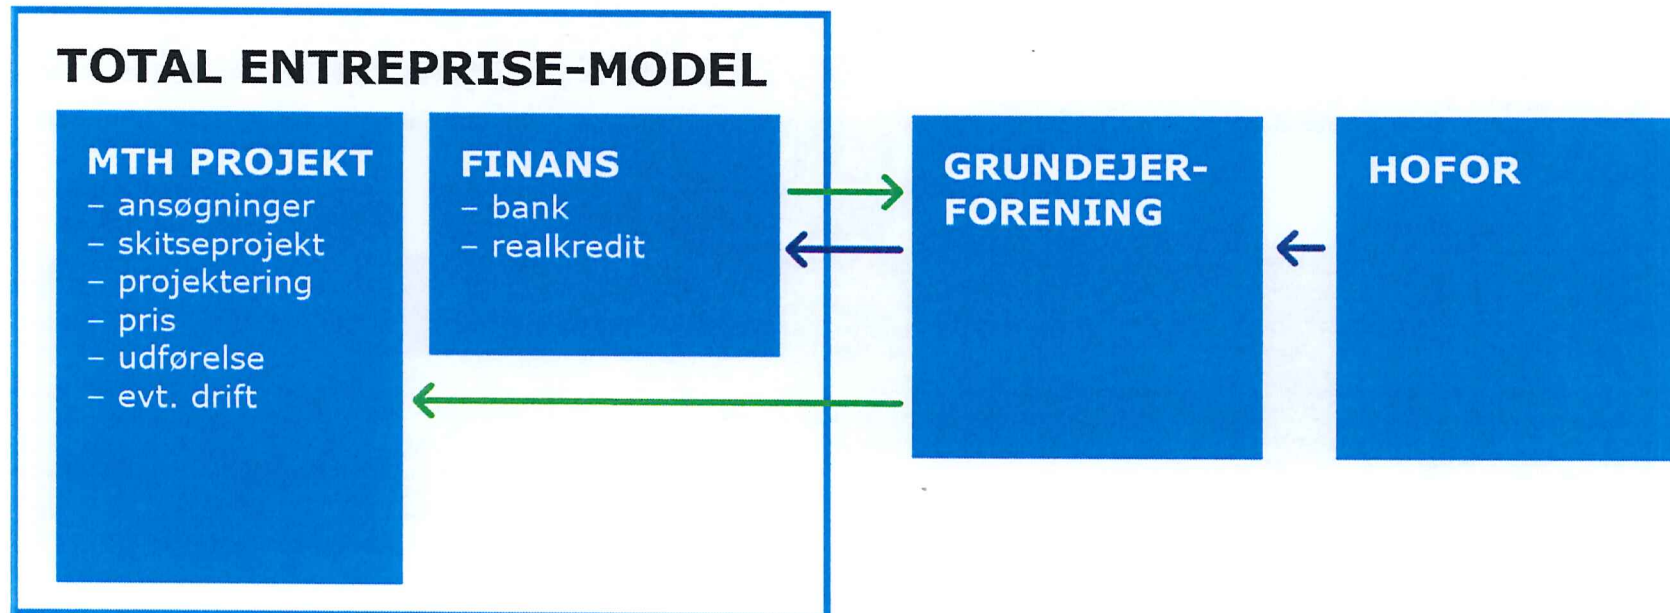 TOTAL ENTREPRISE-MODEL
MTH PROJEKT
– ansøgninger
– skitseprojekt
– projektering
– pris
– udførelse
– evt. drift
FINANS
– bank
– realkredit
GRUNDEJER-
FORENING
HOFOR